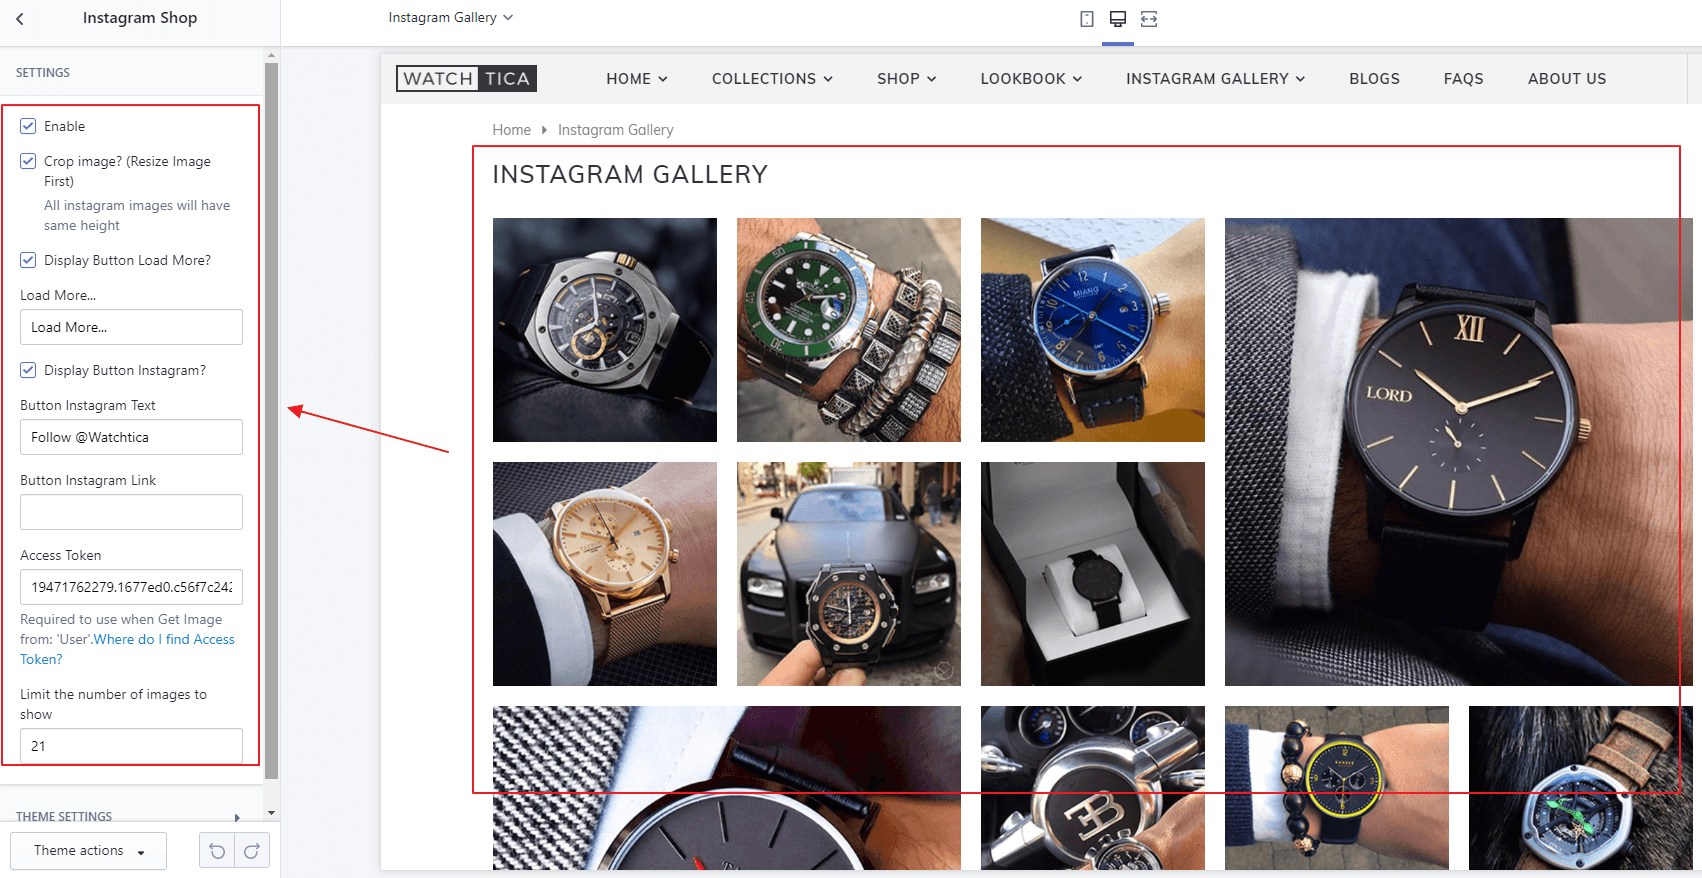 Instagram Shop
Instagram Gallery
SETTINGS
Enable
Crop image? (Resize Image
First)
All instagram images will have
same height
Display Button Load More?
Load More...
Load More...
Display Button Instagram?
Button Instagram Text
Follow @Watchtica
Button Instagram Link
Access Token
19471762279.1677ed0.c56f7c242
Required to use when Get Image
from: 'User'.Where do I find Access
Token?
Limit the number of images to
show
21
THEME SETTINGS
Theme actions
WATCH TICA
HOME
COLLECTIONS
SHOP
LOOKBOOK
INSTAGRAM GALLERY
BLOGS
FAQS
ABOUT US
Home Instagram Gallery
INSTAGRAM GALLERY
MIANG
GMT
XII
LORD